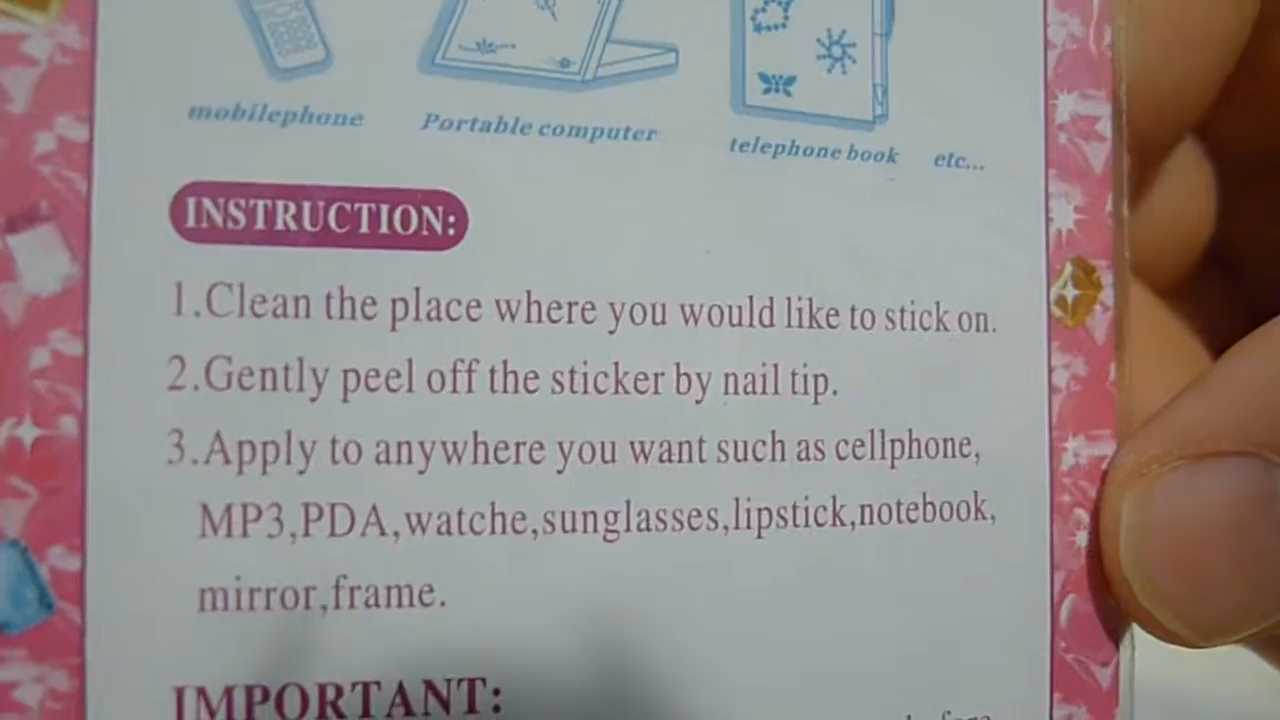 mobilephone Portable computer telephone book etc...
INSTRUCTION:
1.Clean the place where you would like to stick on.
2.Gently peel off the sticker by nail tip.
3.Apply to anywhere you want such as cellphone,
MP3,PDA,watche,sunglasses,lipstick,notebook,
mirror,frame.
IMPORTANT: